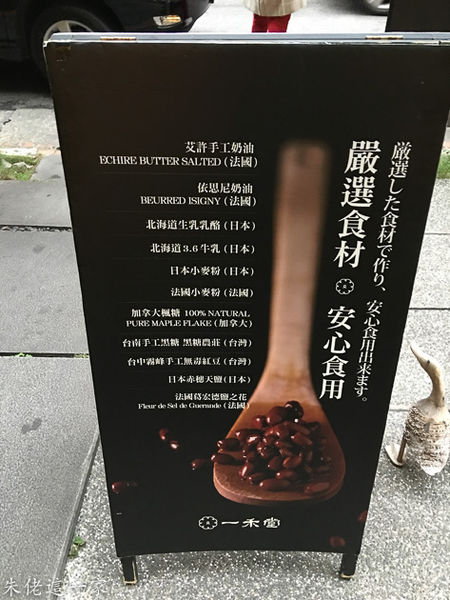 厳選した食材で作り、安心食用出来ます。
嚴選食材
安心食用
艾許手工奶油
ECHIRE BUTTER SALTED (法國)
依思尼奶油
BEURRED ISIGNY (法國)
北海道生乳乳酪 (日本)
北海道3.6牛乳 (日本)
日本小麥粉 (日本)
法國小麥粉 (法國)
加拿大楓糖 100% NATURAL
PURE MAPLE FLAKE (加拿大)
台南手工黑糖 黑糖農莊 (台灣)
台中霧峰手工無毒紅豆 (台灣)
日本赤穗天鹽(日本)
法國葛宏德鹽之花
Fleur de Sel de Guerande (法國)
一禾堂